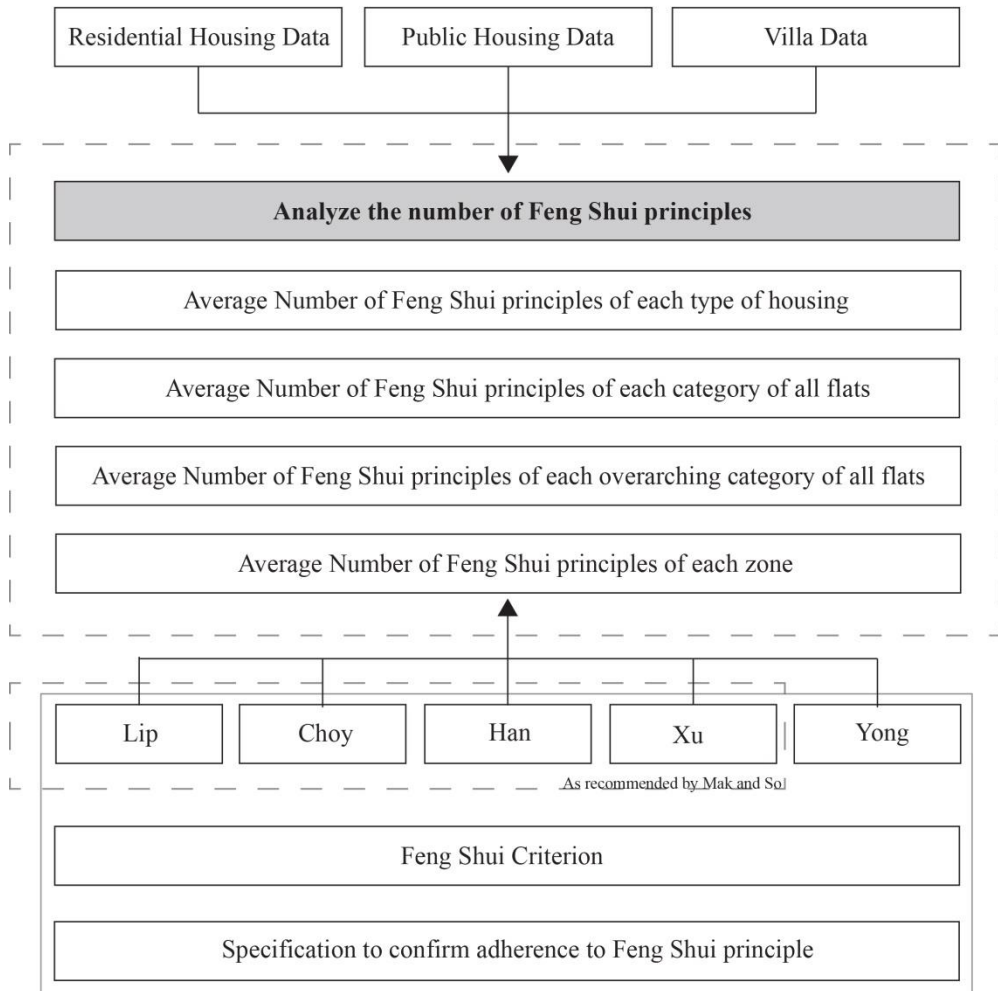 Residential Housing Data
Public Housing Data
Villa Data
Analyze the number of Feng Shui principles
Average Number of Feng Shui principles of each type of housing
Average Number of Feng Shui principles of each category of all flats
Average Number of Feng Shui principles of each overarching category of all flats
Average Number of Feng Shui principles of each zone
Lip
Choy
Han
Xu
Yong
As recommended by Mak and So
Feng Shui Criterion
Specification to confirm adherence to Feng Shui principle